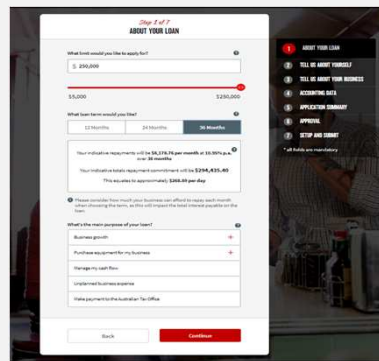 Step 1 of 7
ABOUT YOUR LOAN
What limit would you like to apply for?
$ 250,000
$5,000
$250,000
What loan term would you like?
12 Months
24 Months
36 Months
Your indicative repayments will be $8,178.76 per month at 10.95% p.a.
over 36 months
Your indicative totals repayment commitment will be $294,435.40
This equates to approximately $268.89 per day
Please consider how much your business can afford to repay each month
when choosing the term, as this will impact the total interest payable on the
loan.
What's the main purpose of your loan?
Business growth
Purchase equipment for my business
Manage my cash flow
Unplanned business expense
Make payment to the Australian Tax Office
Back
Continue
1 ABOUT YOUR LOAN
2 TELL US ABOUT YOURSELF
3 TELL US ABOUT YOUR BUSINESS
4 ACCOUNTING DATA
5 APPLICATION SUMMARY
6 APPROVAL
7 SETUP AND SUBMIT
* all fields are mandatory